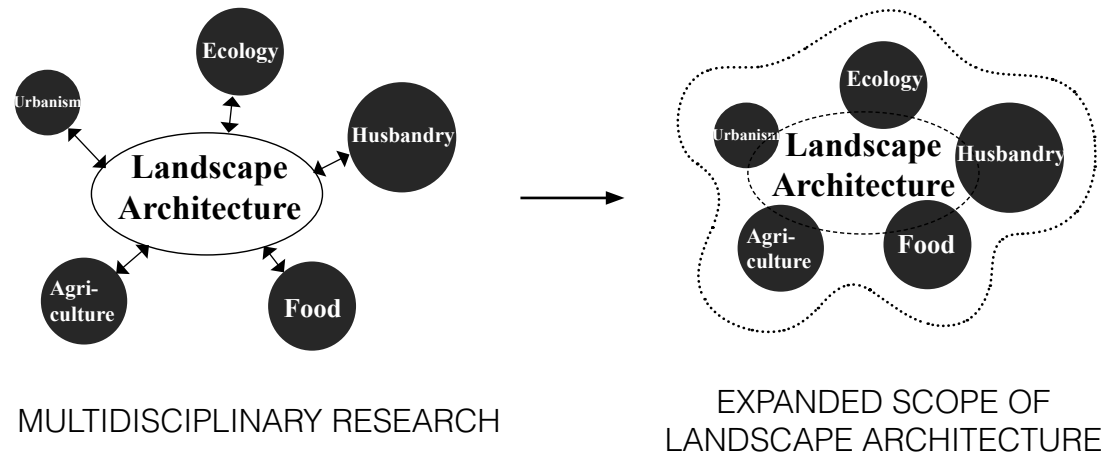 Ecology
Urbanism
Husbandry
Landscape
Architecture
Agri-
culture
Food
MULTIDISCIPLINARY RESEARCH
Ecology
Urbanism
Landscape
Architecture
Husbandry
Agri-
culture
Food
EXPANDED SCOPE OF
LANDSCAPE ARCHITECTURE